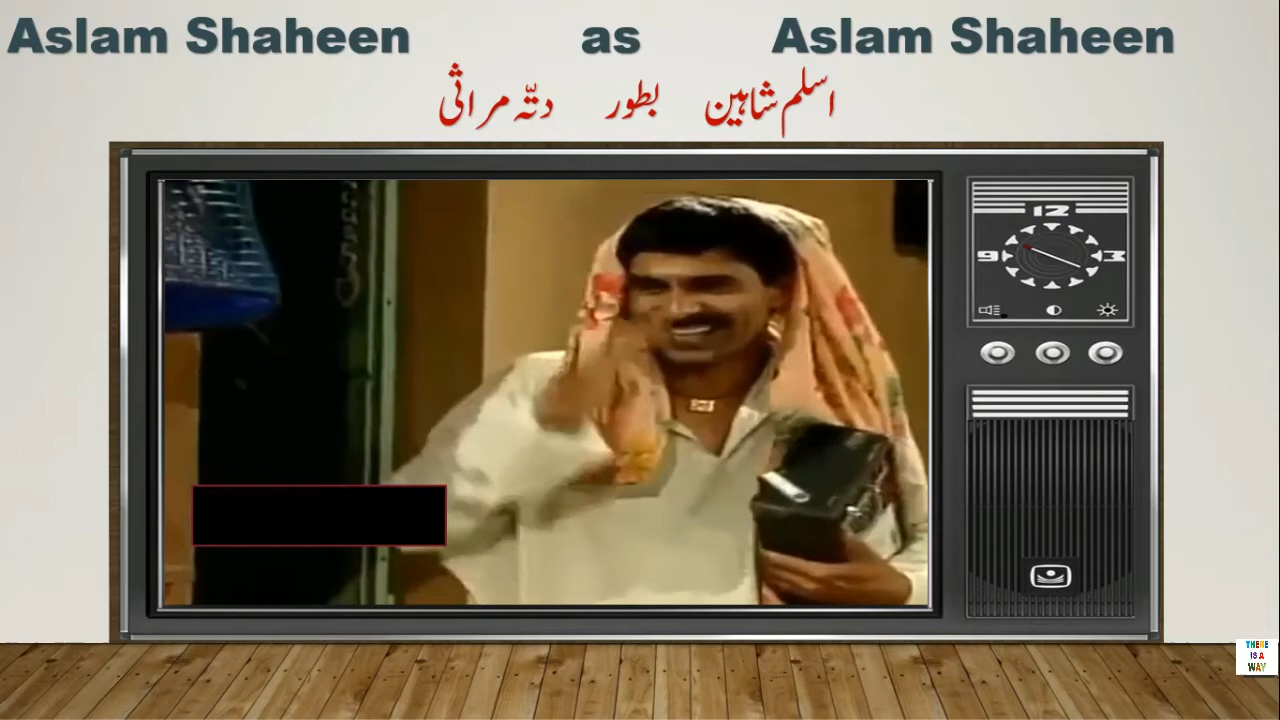 Aslam Shaheen as Aslam Shaheen
اسلم شاہین بطور دتّہ مراثی
12
9 3
THERE
IS A
WAY